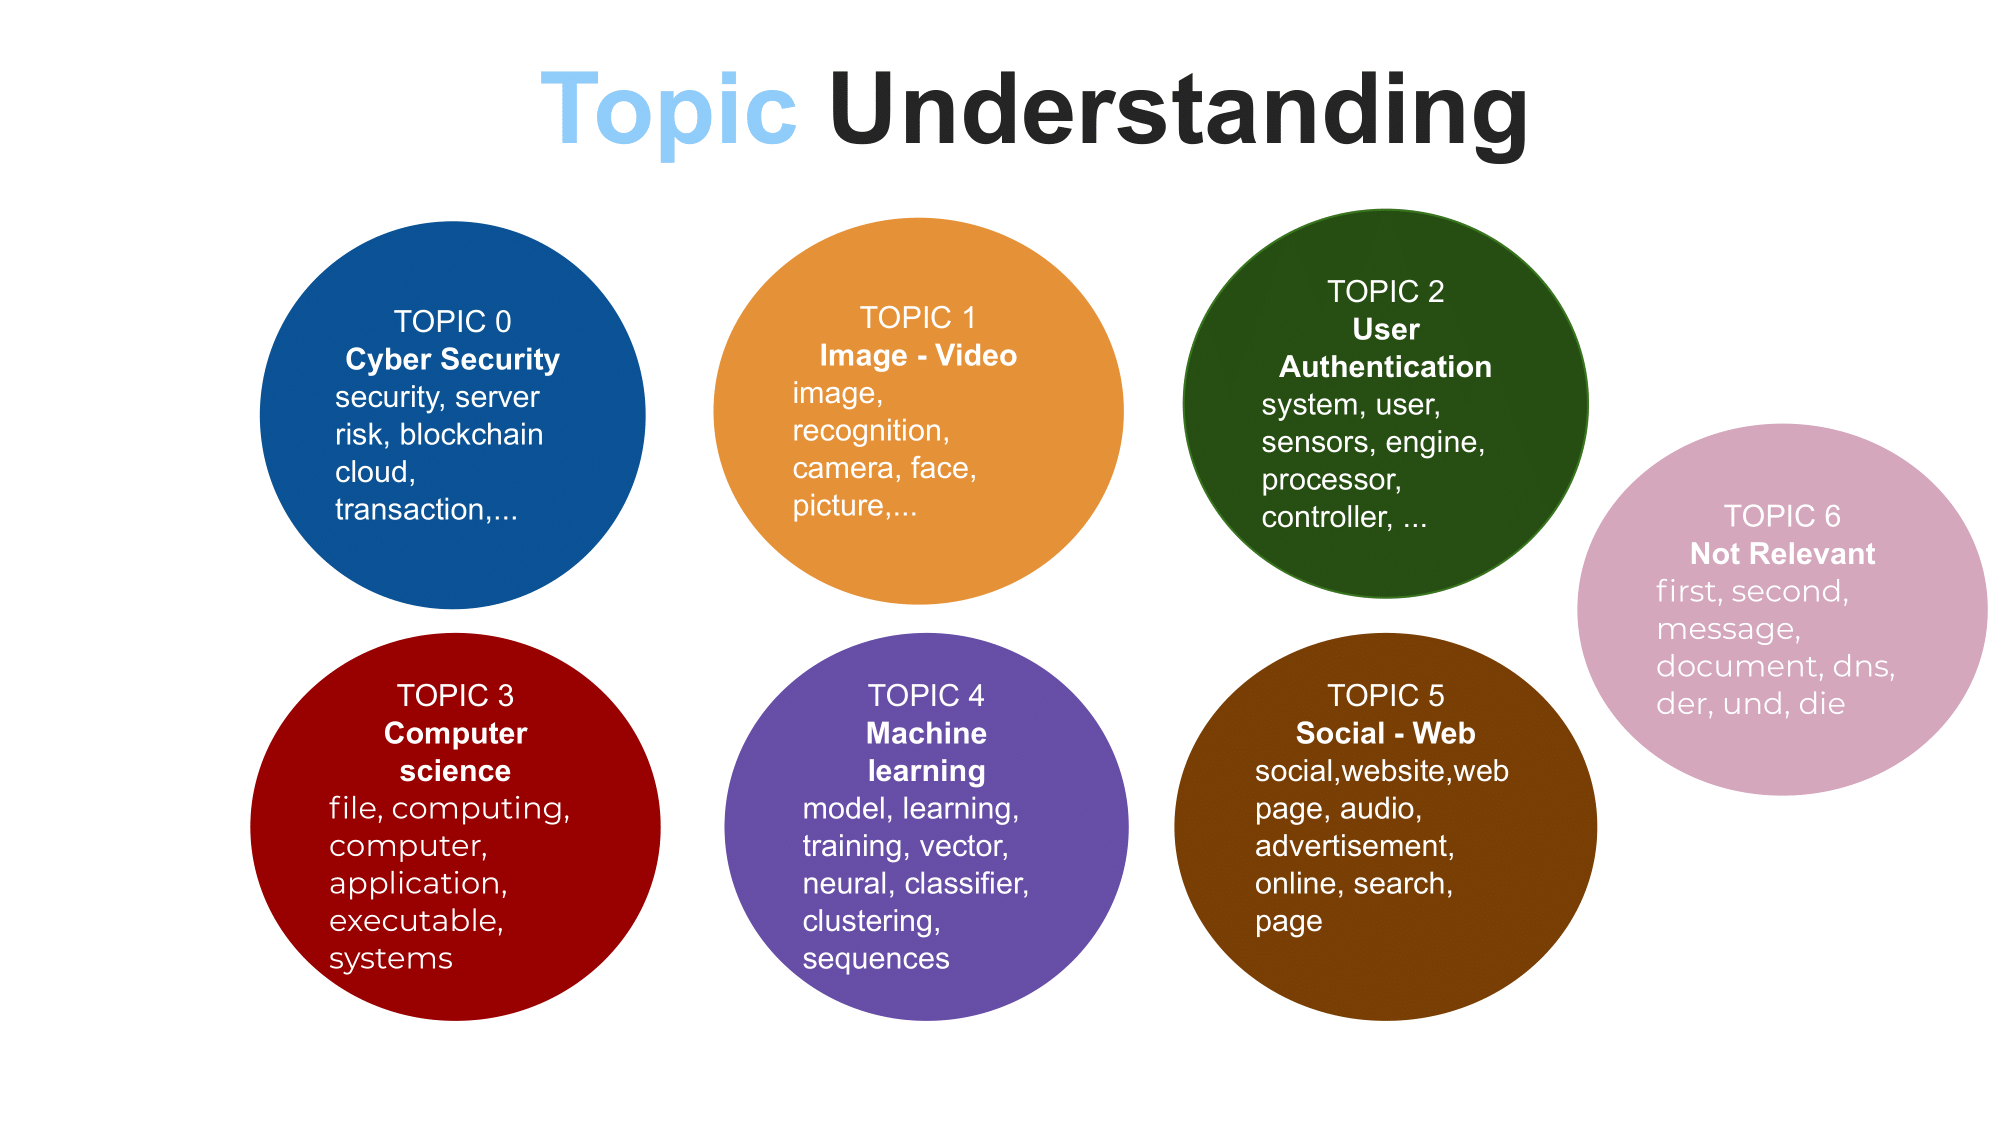 Topic Understanding
TOPIC 0
Cyber Security
security, server
risk, blockchain
cloud,
transaction,...
TOPIC 1
Image - Video
image,
recognition,
camera, face,
picture,...
TOPIC 2
User
Authentication
system, user,
sensors, engine,
processor,
controller, ...
TOPIC 3
Computer
science
file, computing,
computer,
application,
executable,
systems
TOPIC 4
Machine
learning
model, learning,
training, vector,
neural, classifier,
clustering,
sequences
TOPIC 5
Social - Web
social,website,web
page, audio,
advertisement,
online, search,
page
TOPIC 6
Not Relevant
first, second,
message,
document, dns,
der, und, die